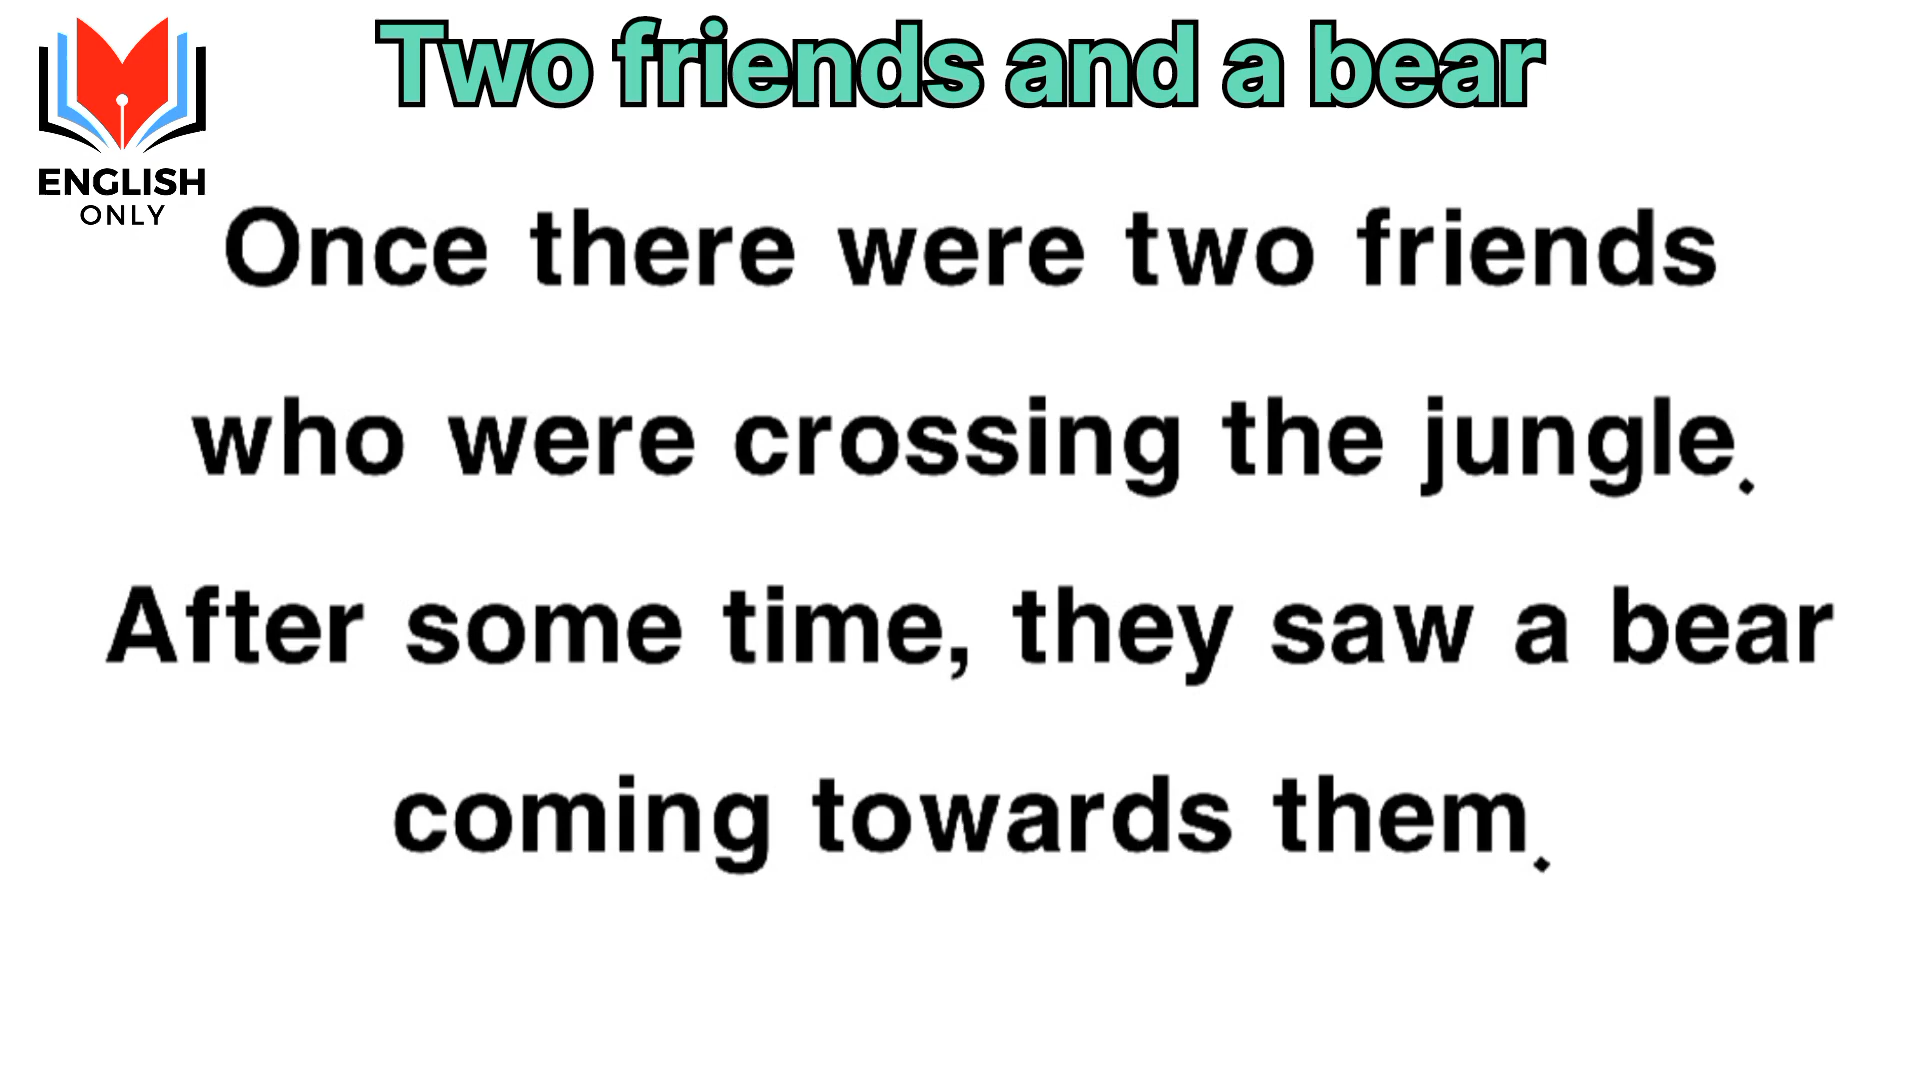 Two friends and a bear
ENGLISH
ONLY
Once there were two friends
who were crossing the jungle.
After some time, they saw a bear
coming towards them.